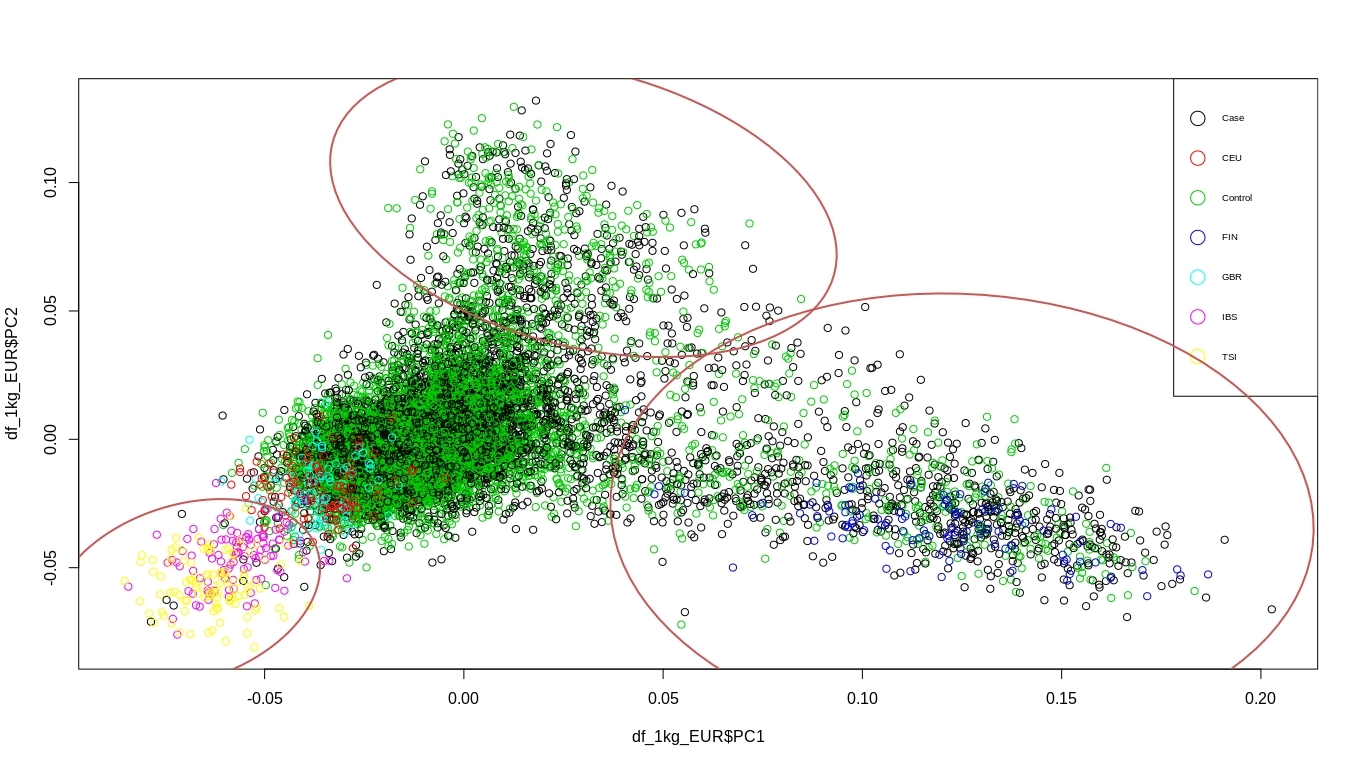 Case
CEU
Control
FIN
GBR
IBS
TSI
0.10
0.05
0.00
-0.05
df_1kg_EUR$PC2
-0.05
0.00
0.05
0.10
0.15
0.20
df_1kg_EUR$PC1